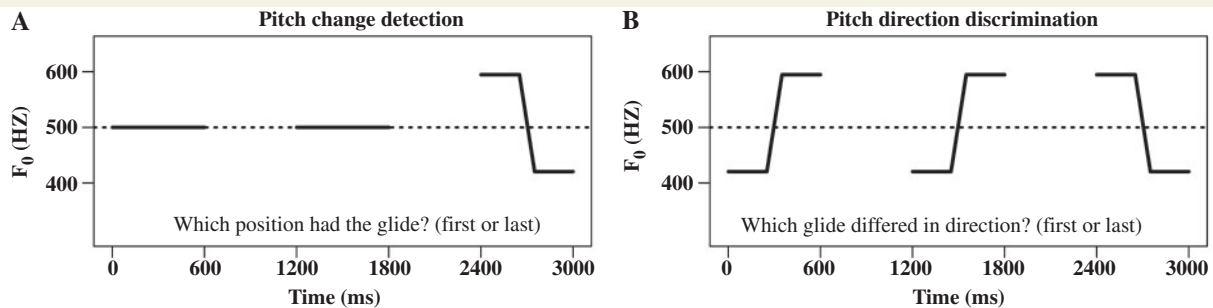 A
Pitch change detection
600
500
400
F0 (HZ)
Which position had the glide? (first or last)
0 600 1200 1800 2400 3000
Time (ms)
B
Pitch direction discrimination
600
500
400
F0 (HZ)
Which glide differed in direction? (first or last)
0 600 1200 1800 2400 3000
Time (ms)